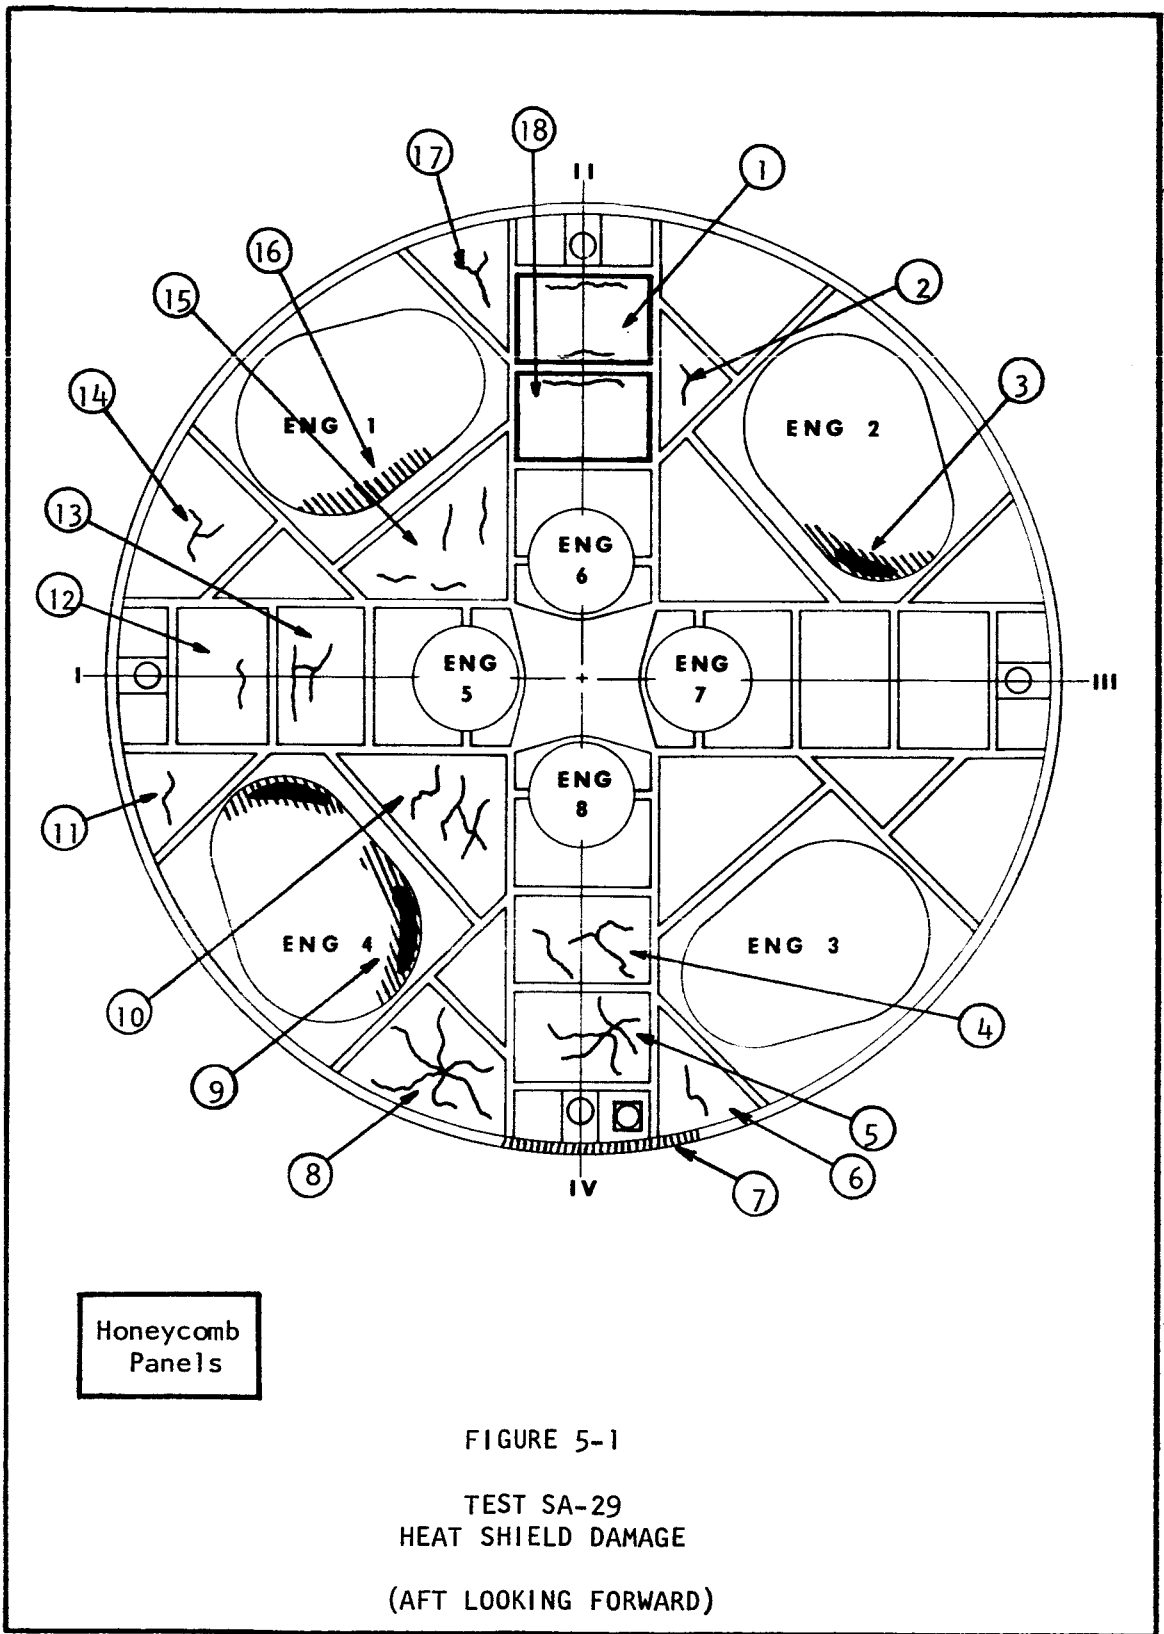 18
17
II
1
16
2
15
3
14
ENG 1
ENG 2
13
ENG
6
12
I
ENG
5
ENG
7
III
11
ENG
8
10
ENG 4
ENG 3
4
9
5
8
6
7
IV
Honeycomb
Panels
FIGURE 5-1
TEST SA-29
HEAT SHIELD DAMAGE
(AFT LOOKING FORWARD)